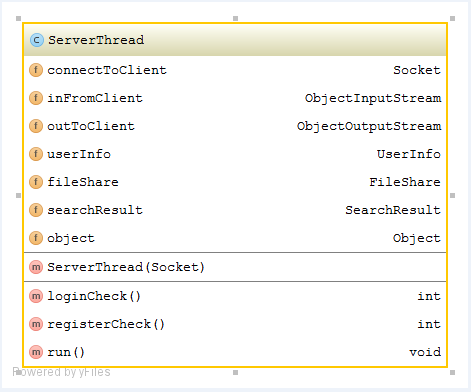 C ServerThread
f connectToClient Socket
f inFromClient ObjectInputStream
f outToClient ObjectOutputStream
f userInfo UserInfo
f fileShare FileShare
f searchResult SearchResult
f object Object
m ServerThread(Socket)
m loginCheck() int
m registerCheck() int
m run() void
Powered by yFiles